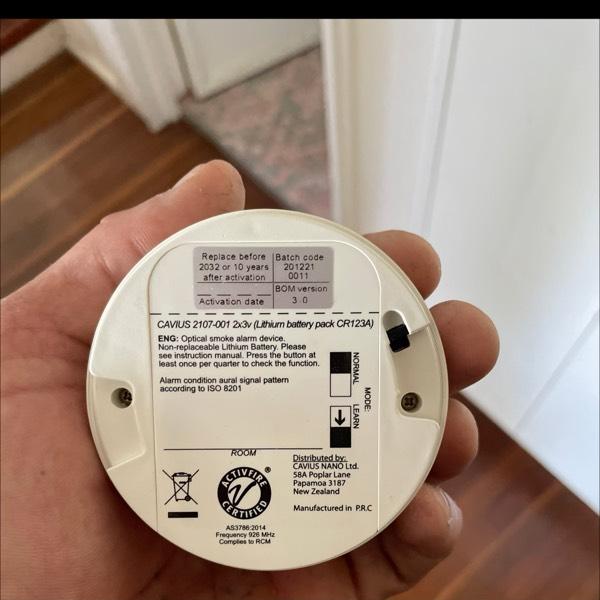 Replace before
2032 or 10 years
after activation
Activation date
Batch code
201221
0011
BOM version
3.0
CAVIUS 2107-001 2x3v (Lithium battery pack CR123A)
ENG: Optical smoke alarm device.
Non-replaceable Lithium Battery. Please
see instruction manual. Press the button at
least once per quarter to check the function.
Alarm condition aural signal pattern
according to ISO 8201
NORMAL
MODE:
LEARN
ROOM
ACTIVFIRE®
CERTIFIED
AS3786:2014
Frequency 926 MHz
Complies to RCM
Distributed by:
CAVIUS NANO Ltd.
58A Poplar Lane
Papamoa 3187
New Zealand
Manufactured in P.R.C